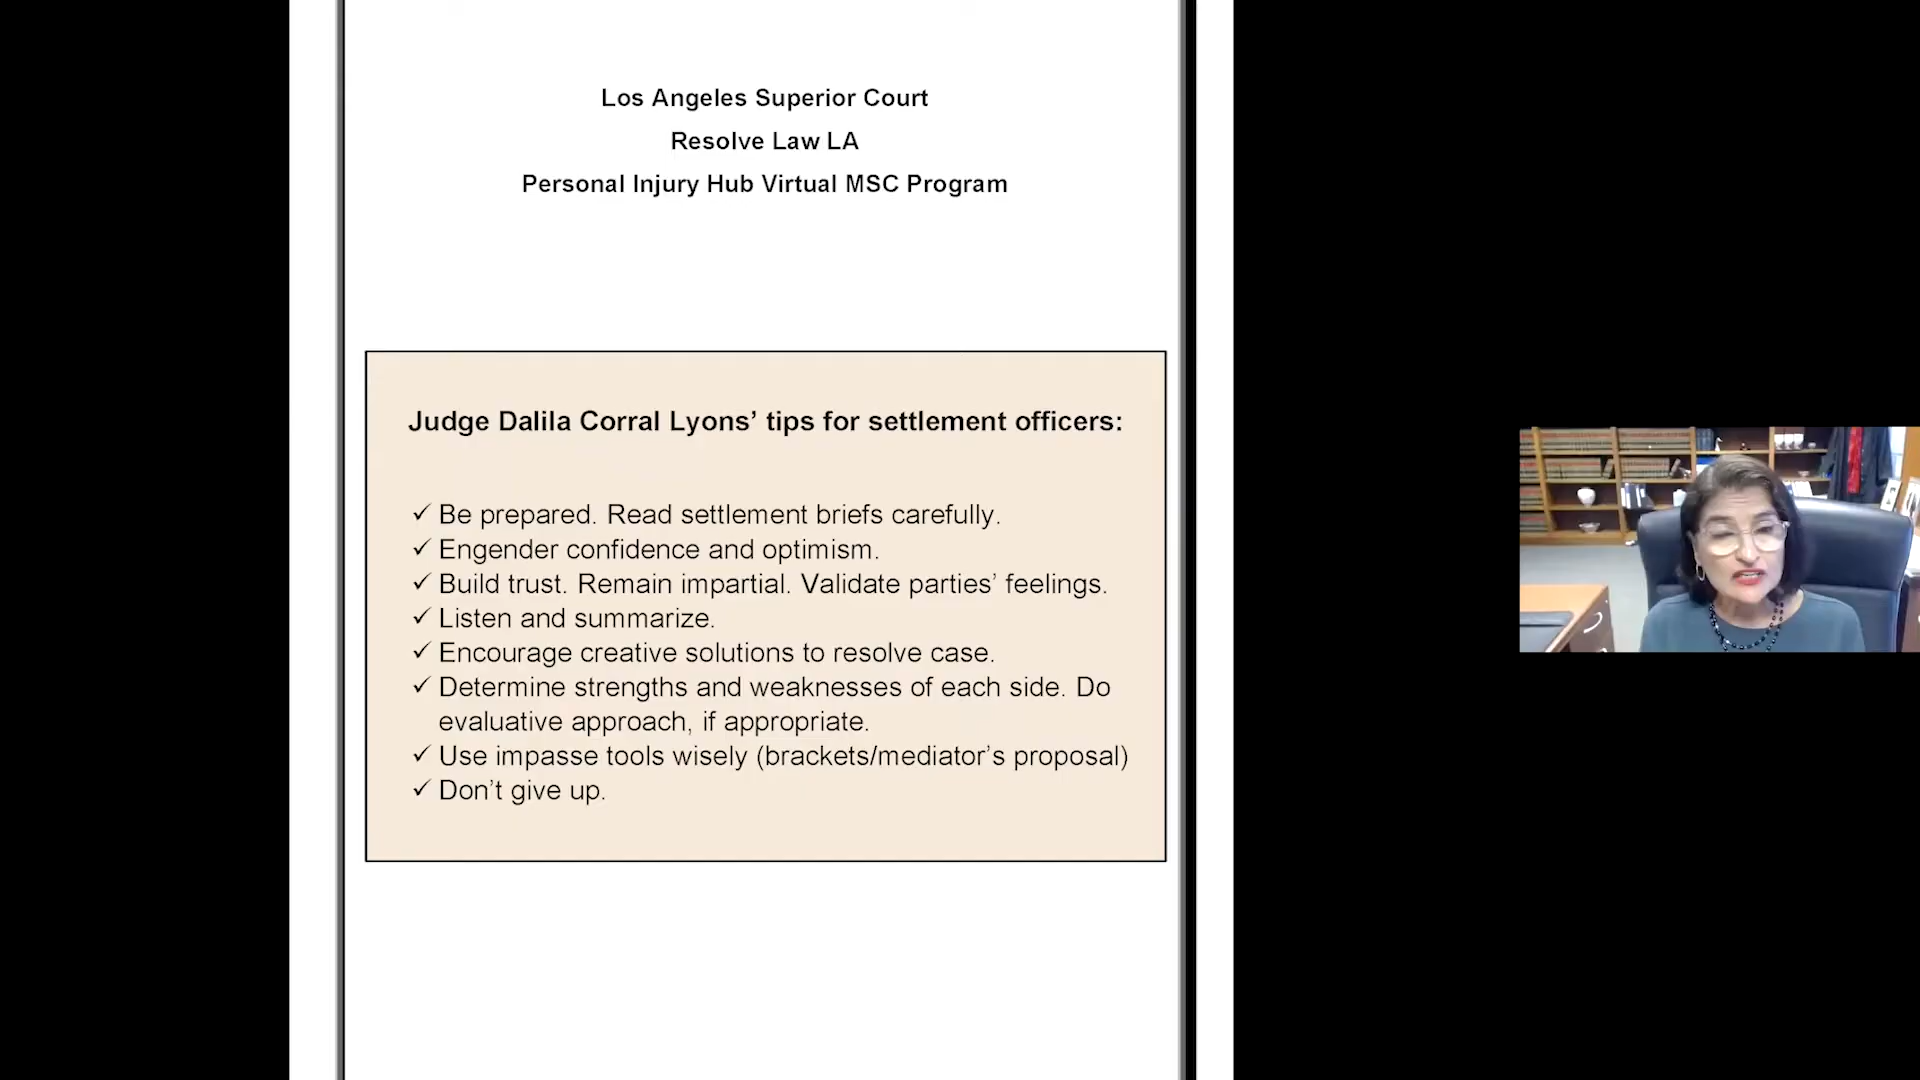 Los Angeles Superior Court
Resolve Law LA
Personal Injury Hub Virtual MSC Program
Judge Dalila Corral Lyons’ tips for settlement officers:
✓ Be prepared. Read settlement briefs carefully.
✓ Engender confidence and optimism.
✓ Build trust. Remain impartial. Validate parties’ feelings.
✓ Listen and summarize.
✓ Encourage creative solutions to resolve case.
✓ Determine strengths and weaknesses of each side. Do
evaluative approach, if appropriate.
✓ Use impasse tools wisely (brackets/mediator’s proposal)
✓ Don’t give up.